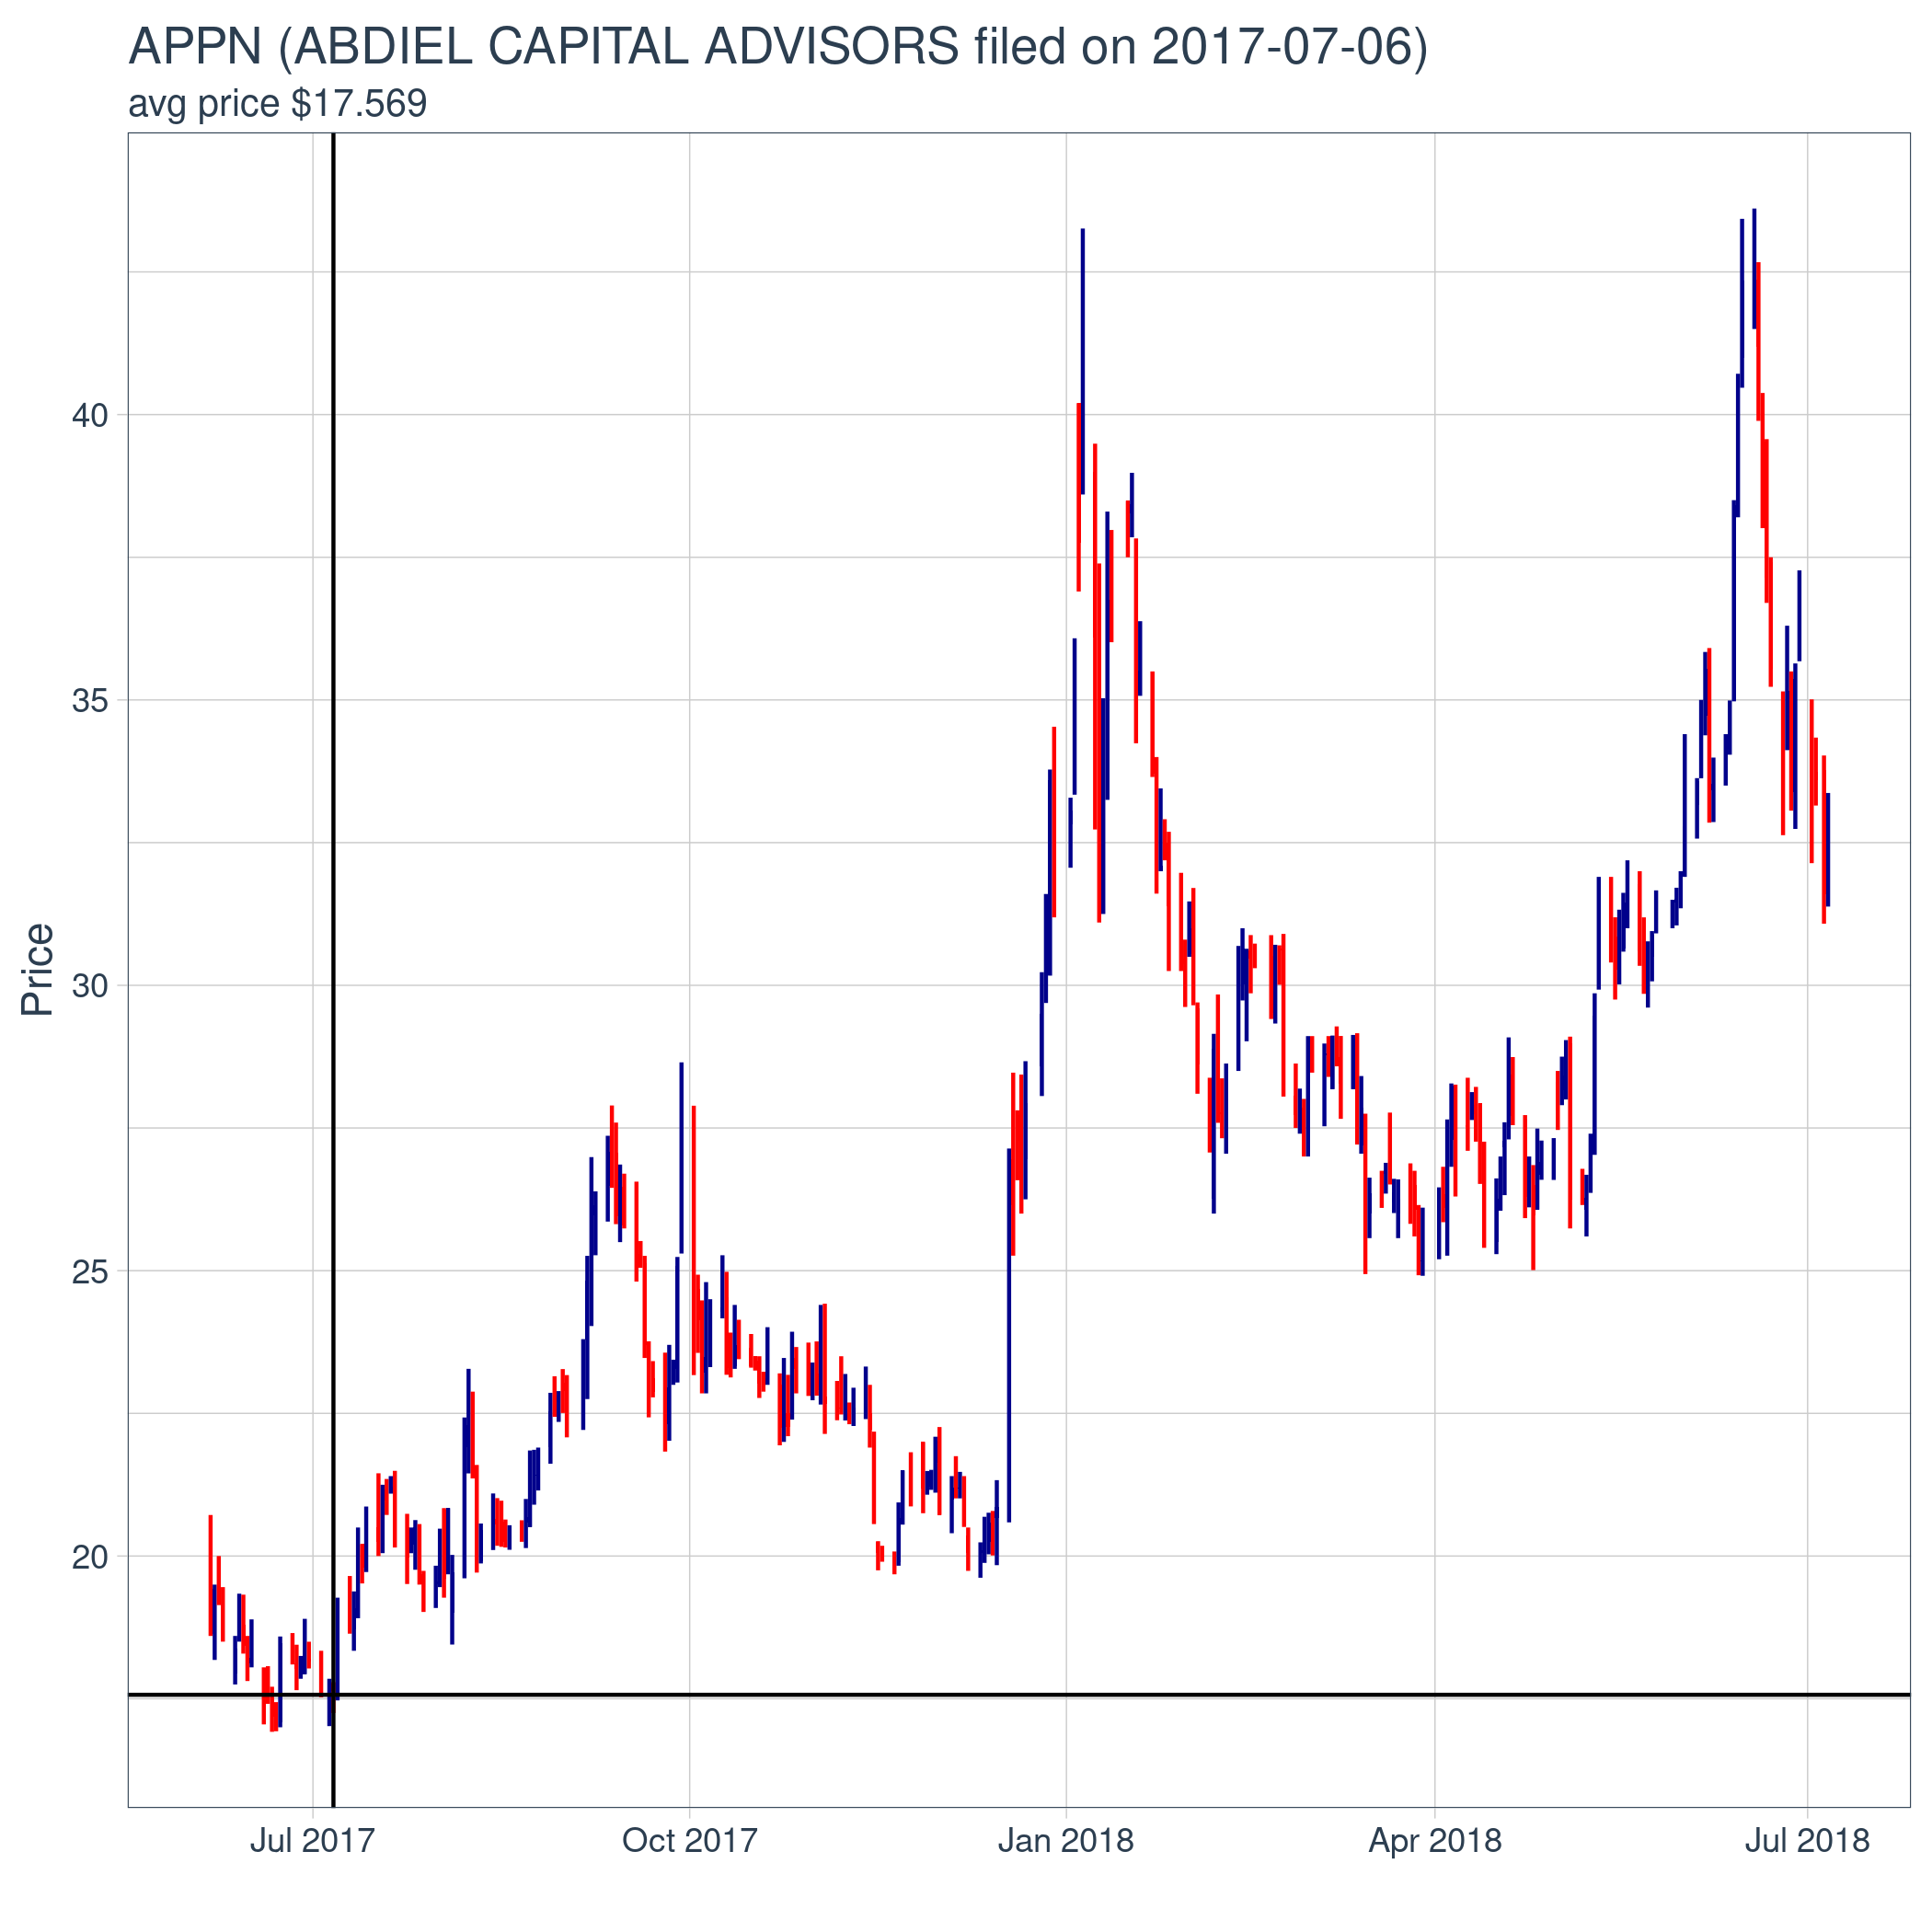 APPN (ABDIEL CAPITAL ADVISORS filed on 2017-07-06)
avg price $17.569
Price
40
35
30
25
20
Jul 2017
Oct 2017
Jan 2018
Apr 2018
Jul 2018